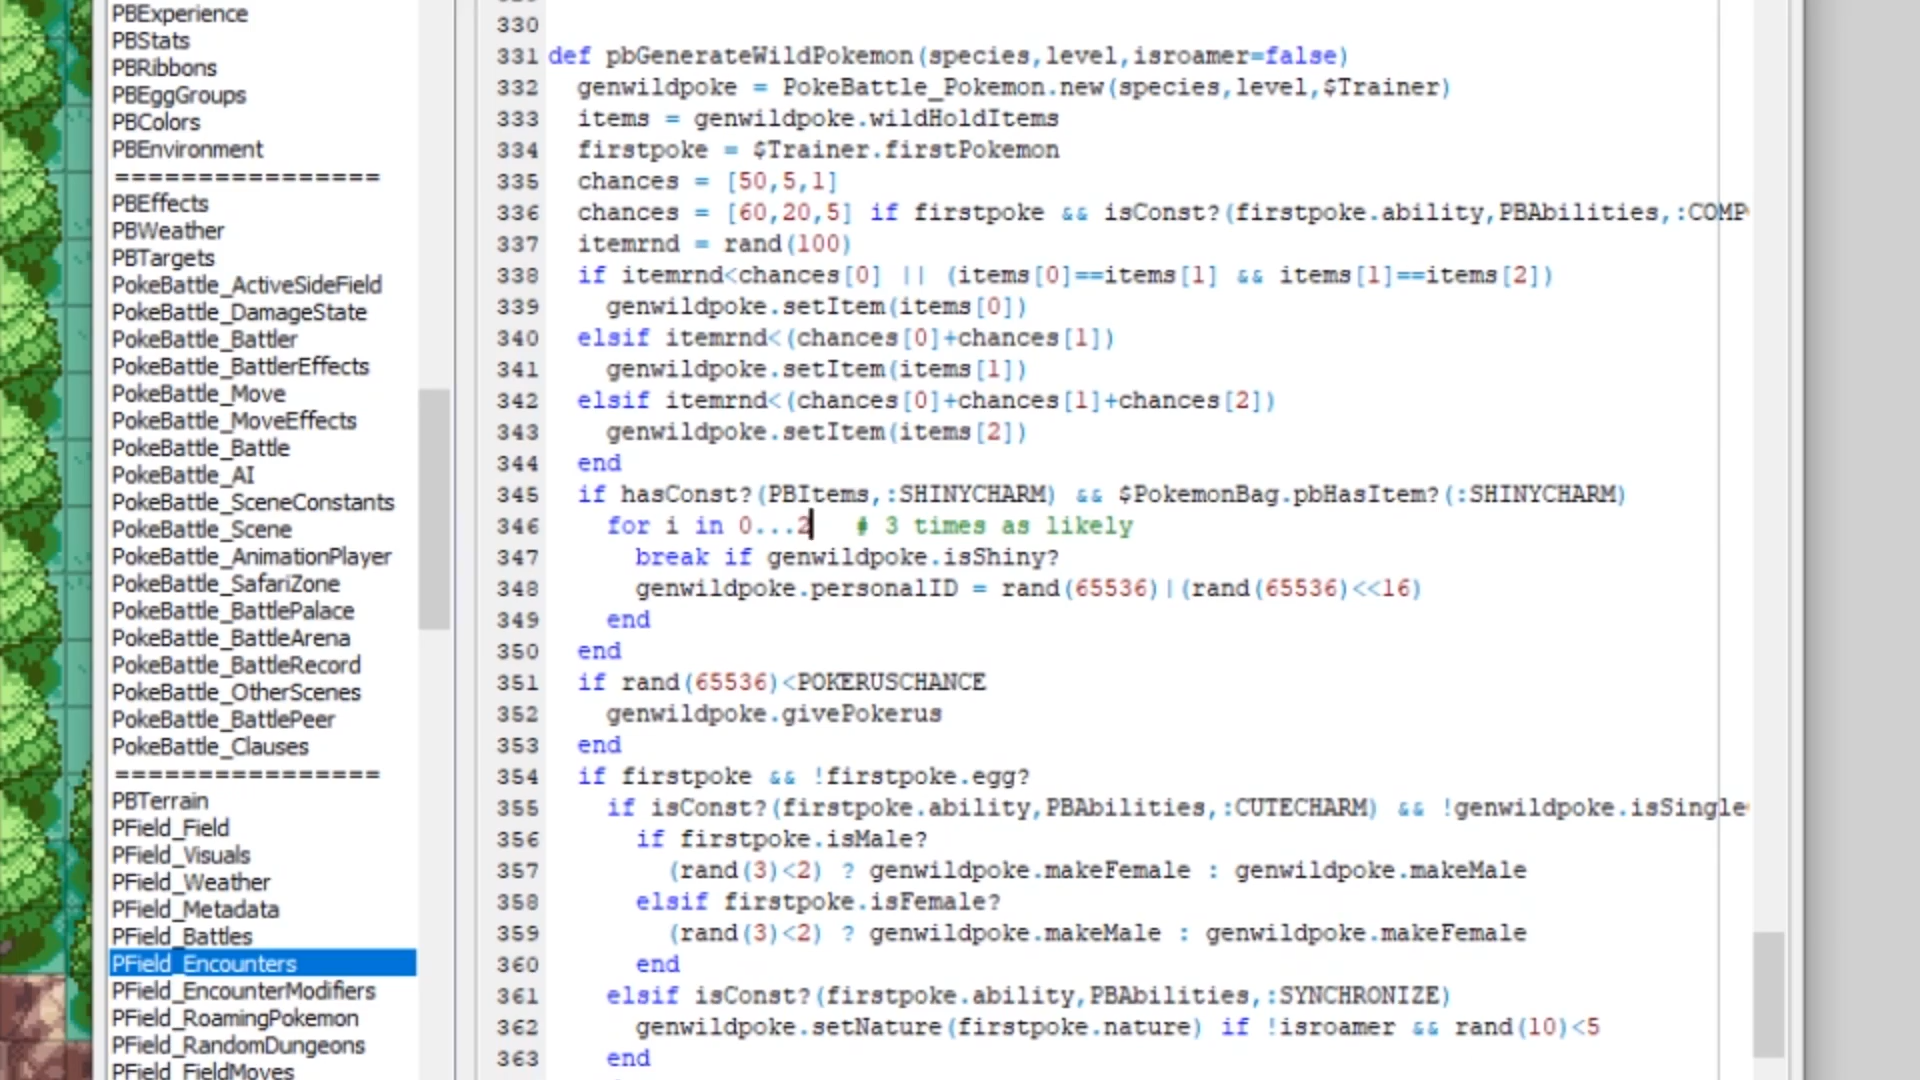 PBExperience
PBStats
PBRibbons
PBEggGroups
PBColors
PBEnvironment
================
PBEffects
PBWeather
PBTargets
PokeBattle_ActiveSideField
PokeBattle_DamageState
PokeBattle_Battler
PokeBattle_BattlerEffects
PokeBattle_Move
PokeBattle_MoveEffects
PokeBattle_Battle
PokeBattle_AI
PokeBattle_SceneConstants
PokeBattle_Scene
PokeBattle_AnimationPlayer
PokeBattle_SafariZone
PokeBattle_BattlePalace
PokeBattle_BattleArena
PokeBattle_BattleRecord
PokeBattle_OtherScenes
PokeBattle_BattlePeer
PokeBattle_Clauses
================
PBTerrain
PField_Field
PField_Visuals
PField_Weather
PField_Metadata
PField_Battles
PField_Encounters
PField_EncounterModifiers
PField_RoamingPokemon
PField_RandomDungeons
PField_FieldMoves
330
331 def pbGenerateWildPokemon(species,level,isroamer=false)
332   genwildpoke = PokeBattle_Pokemon.new(species,level,$Trainer)
333   items = genwildpoke.wildHoldItems
334   firstpoke = $Trainer.firstPokemon
335   chances = [50,5,1]
336   chances = [60,20,5] if firstpoke && isConst?(firstpoke.ability,PBAbilities,:COMP
337   itemrnd = rand(100)
338   if itemrnd<chances[0] || (items[0]==items[1] && items[1]==items[2])
339     genwildpoke.setItem(items[0])
340   elsif itemrnd<(chances[0]+chances[1])
341     genwildpoke.setItem(items[1])
342   elsif itemrnd<(chances[0]+chances[1]+chances[2])
343     genwildpoke.setItem(items[2])
344   end
345   if hasConst?(PBItems,:SHINYCHARM) && $PokemonBag.pbHasItem?(:SHINYCHARM)
346     for i in 0...2   # 3 times as likely
347       break if genwildpoke.isShiny?
348       genwildpoke.personalID = rand(65536)|(rand(65536)<<16)
349     end
350   end
351   if rand(65536)<POKERUSCHANCE
352     genwildpoke.givePokerus
353   end
354   if firstpoke && !firstpoke.egg?
355     if isConst?(firstpoke.ability,PBAbilities,:CUTECHARM) && !genwildpoke.isSingle
356       if firstpoke.isMale?
357         (rand(3)<2) ? genwildpoke.makeFemale : genwildpoke.makeMale
358       elsif firstpoke.isFemale?
359         (rand(3)<2) ? genwildpoke.makeMale : genwildpoke.makeFemale
360       end
361     elsif isConst?(firstpoke.ability,PBAbilities,:SYNCHRONIZE)
362       genwildpoke.setNature(firstpoke.nature) if !isroamer && rand(10)<5
363     end